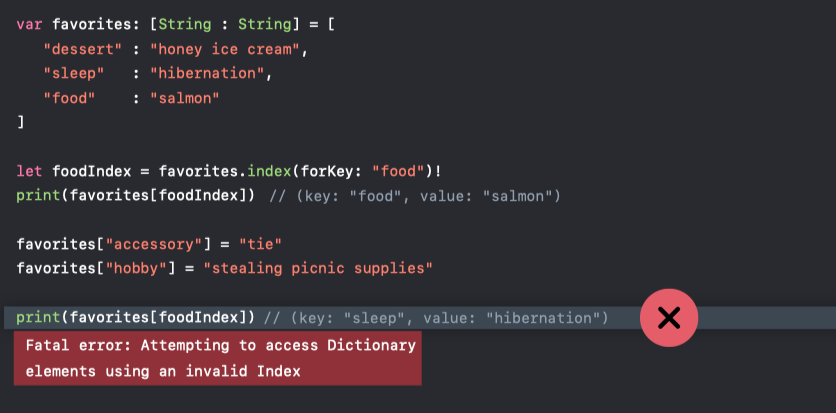 var favorites: [String : String] = [
"dessert" : "honey ice cream",
"sleep" : "hibernation",
"food" : "salmon"
]
let foodIndex = favorites.index(forKey: "food")!
print(favorites[foodIndex]) // (key: "food", value: "salmon")
favorites["accessory"] = "tie"
favorites["hobby"] = "stealing picnic supplies"
print(favorites[foodIndex]) // (key: "sleep", value: "hibernation")
Fatal error: Attempting to access Dictionary
elements using an invalid Index